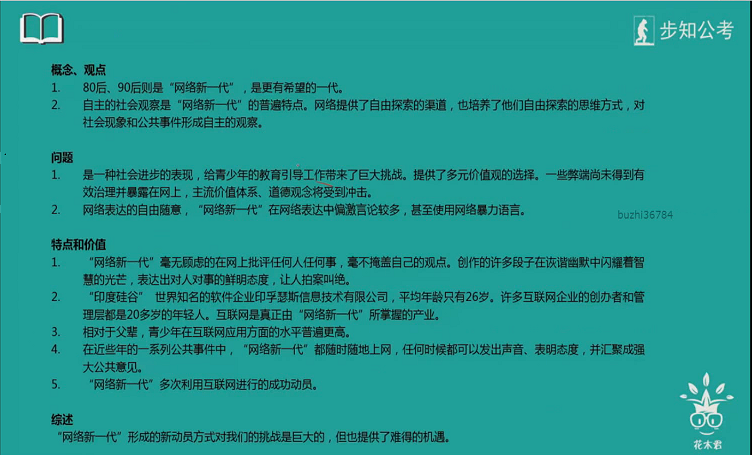 步知公考
概念、观点
1. 80后、90后则是“网络新一代”，是更有希望的一代。
2. 自主的社会观察是“网络新一代”的普遍特点。网络提供了自由探索的渠道，也培养了他们自由探索的思维方式，对
社会现象和公共事件形成自主的观察。
问题
1. 是一种社会进步的表现，给青少年的教育引导工作带来了巨大挑战。提供了多元价值观的选择。一些弊端尚未得到有
效治理并暴露在网上，主流价值体系、道德观念将受到冲击。
2. 网络表达的自由随意，“网络新一代”在网络表达中偏激言论较多，甚至使用网络暴力语言。
buzhi36784
特点和价值
1. “网络新一代”毫无顾虑的在网上批评任何人任何事，毫不掩盖自己的观点。创作的许多段子在诙谐幽默中闪耀着智
慧的光芒，表达出对人对事的鲜明态度，让人拍案叫绝。
2. “印度硅谷” 世界知名的软件企业印孚瑟斯信息技术有限公司，平均年龄只有26岁。许多互联网企业的创办者和管
理层都是20多岁的年轻人。互联网是真正由“网络新一代”所掌握的产业。
3. 相对于父辈，青少年在互联网应用方面的水平普遍更高。
4. 在近些年的一系列公共事件中，“网络新一代”都随时随地上网，任何时候都可以发出声音、表明态度，并汇聚成强
大公共意见。
5. “网络新一代”多次利用互联网进行的成功动员。
综述
“网络新一代”形成的新动员方式对我们的挑战是巨大的，但也提供了难得的机遇。
花木君